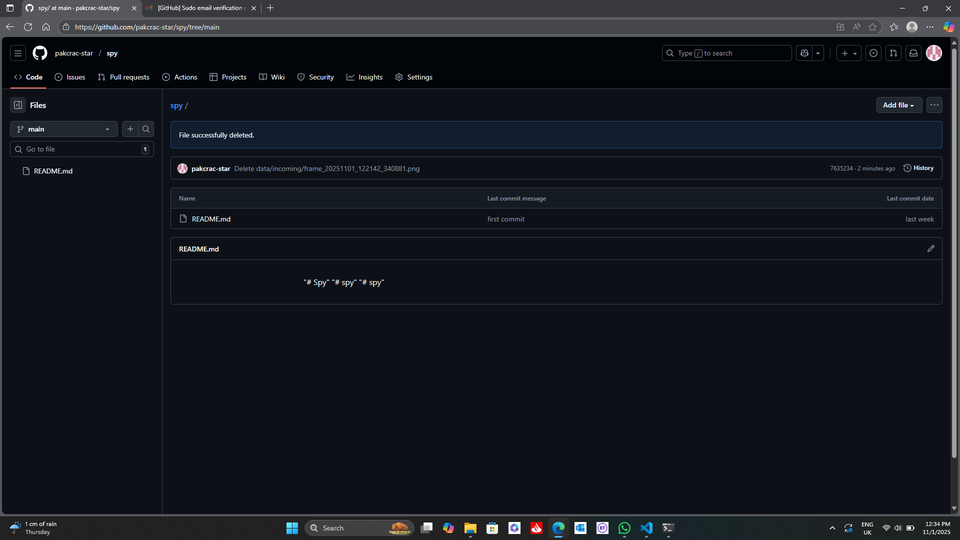 spy/ at main · pakcrac-star/spy
[GitHub] Sudo email verification c
https://github.com/pakcrac-star/spy/tree/main
pakcrac-star / spy
Type / to search
Code
Issues
Pull requests
Actions
Projects
Wiki
Security
Insights
Settings
Files
spy /
Add file
main
File successfully deleted.
Go to file
t
pakcrac-star Delete data/incoming/frame_20251101_122142_340881.png
7635234 · 2 minutes ago
History
README.md
Name
Last commit message
Last commit date
README.md
first commit
last week
README.md
"# Spy" "# spy" "# spy"
1 cm of rain
Thursday
Search
ENG
UK
12:34 PM
11/1/2025